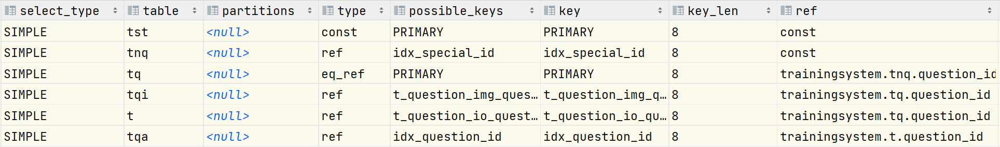 select_type table partitions type possible_keys key key_len ref
SIMPLE tst <null> const PRIMARY PRIMARY 8 const
SIMPLE tnq <null> ref idx_special_id idx_special_id 8 const
SIMPLE tq <null> eq_ref PRIMARY PRIMARY 8 trainingsystem.tnq.question_id
SIMPLE tqi <null> ref t_question_img_ques… t_question_img_q… 8 trainingsystem.tq.question_id
SIMPLE t <null> ref t_question_io_quest… t_question_io_qu… 8 trainingsystem.tq.question_id
SIMPLE tqa <null> ref idx_question_id idx_question_id 8 trainingsystem.t.question_id